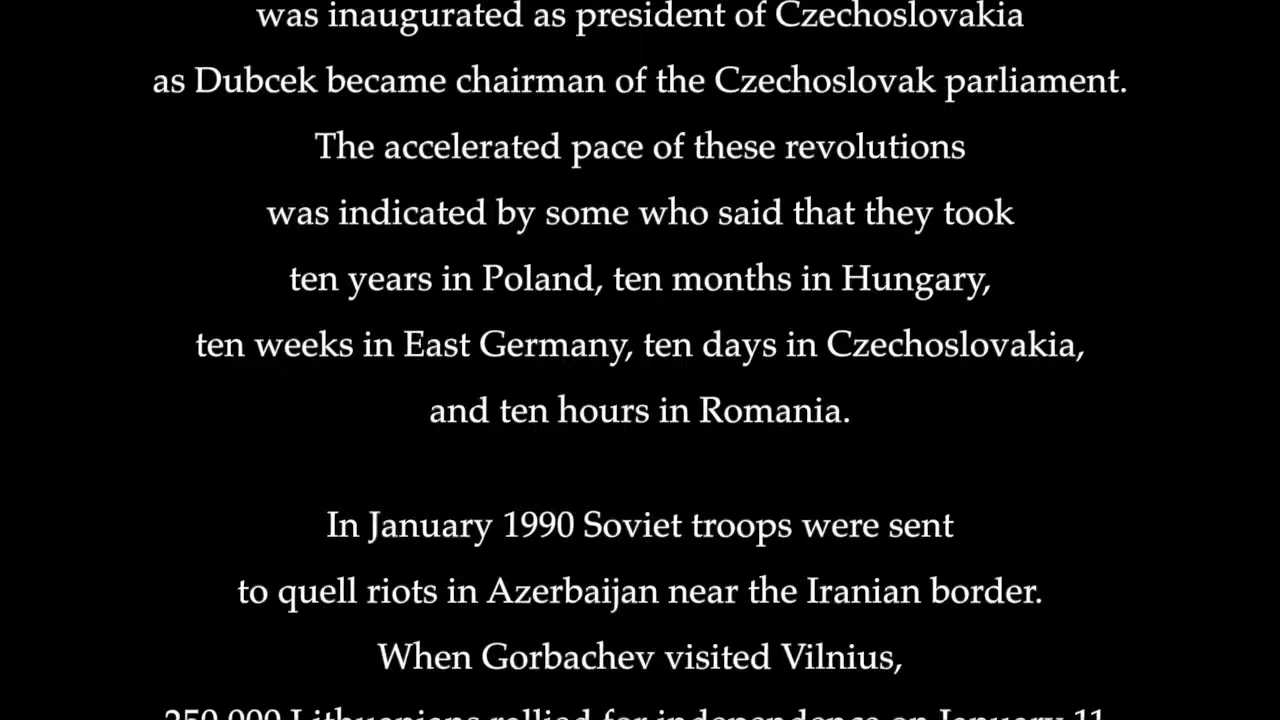 was inaugurated as president of Czechoslovakia
as Dubcek became chairman of the Czechoslovak parliament.
The accelerated pace of these revolutions
was indicated by some who said that they took
ten years in Poland, ten months in Hungary,
ten weeks in East Germany, ten days in Czechoslovakia,
and ten hours in Romania.
In January 1990 Soviet troops were sent
to quell riots in Azerbaijan near the Iranian border.
When Gorbachev visited Vilnius,
250,000 Lithuanians rallied for independence on January 11.